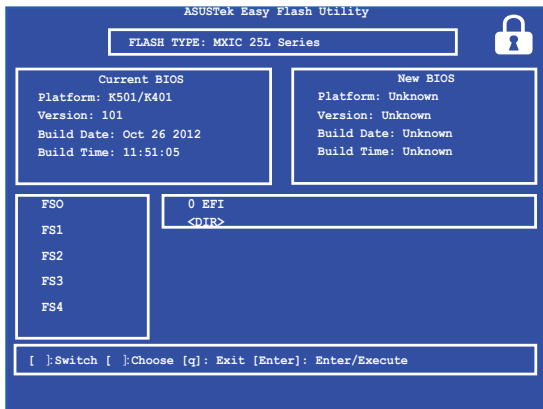 ASUSTek Easy Flash Utility
FLASH TYPE: MXIC 25L Series
Current BIOS
Platform: K501/K401
Version: 101
Build Date: Oct 26 2012
Build Time: 11:51:05
New BIOS
Platform: Unknown
Version: Unknown
Build Date: Unknown
Build Time: Unknown
FSO
FS1
FS2
FS3
FS4
0 EFI
<DIR>
[ ]:Switch [ ]:Choose [q]: Exit [Enter]: Enter/Execute